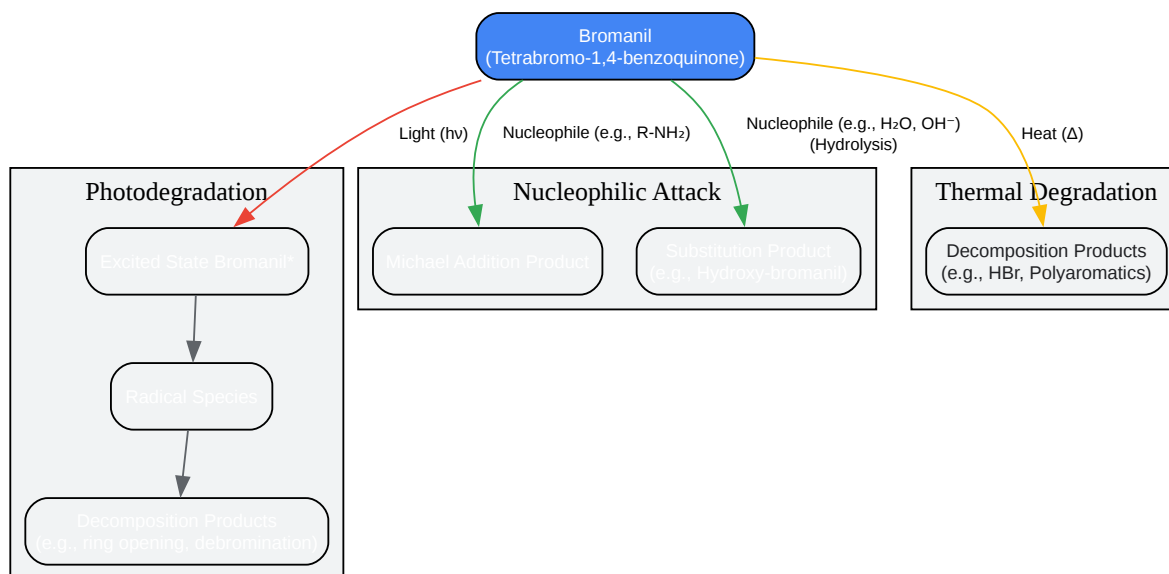 Bromanil
(Tetrabromo-1,4-benzoquinone)
Light (hν)
Nucleophile (e.g., R-NH₂)
Nucleophile (e.g., H₂O, OH⁻)
(Hydrolysis)
Heat (Δ)
Photodegradation
Excited State Bromanil*
Radical Species
Decomposition Products
(e.g., ring opening, debromination)
Nucleophilic Attack
Michael Addition Product
Substitution Product
(e.g., Hydroxy-bromanil)
Thermal Degradation
Decomposition Products
(e.g., HBr, Polyaromatics)